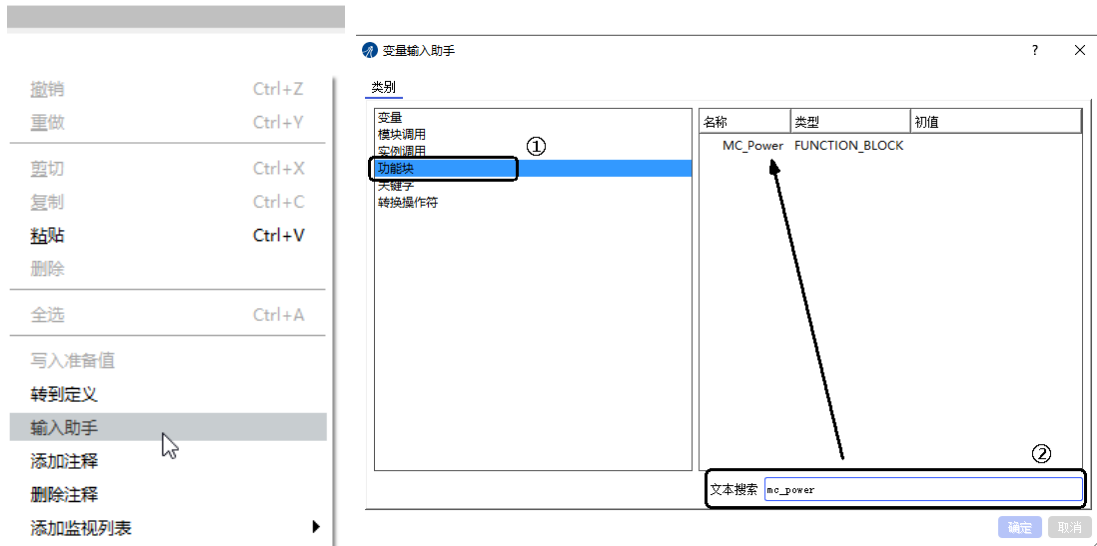 撤销 Ctrl+Z
重做 Ctrl+Y
剪切 Ctrl+X
复制 Ctrl+C
粘贴 Ctrl+V
删除
全选 Ctrl+A
写入准备值
转到定义
输入助手
添加注释
删除注释
添加监视列表
变量输入助手 ? ×
类别
变量
模块调用
实例调用
①
功能块
关键字
转换操作符
名称 类型 初值
MC_Power FUNCTION_BLOCK
②
文本搜索 mc_power
确定 取消